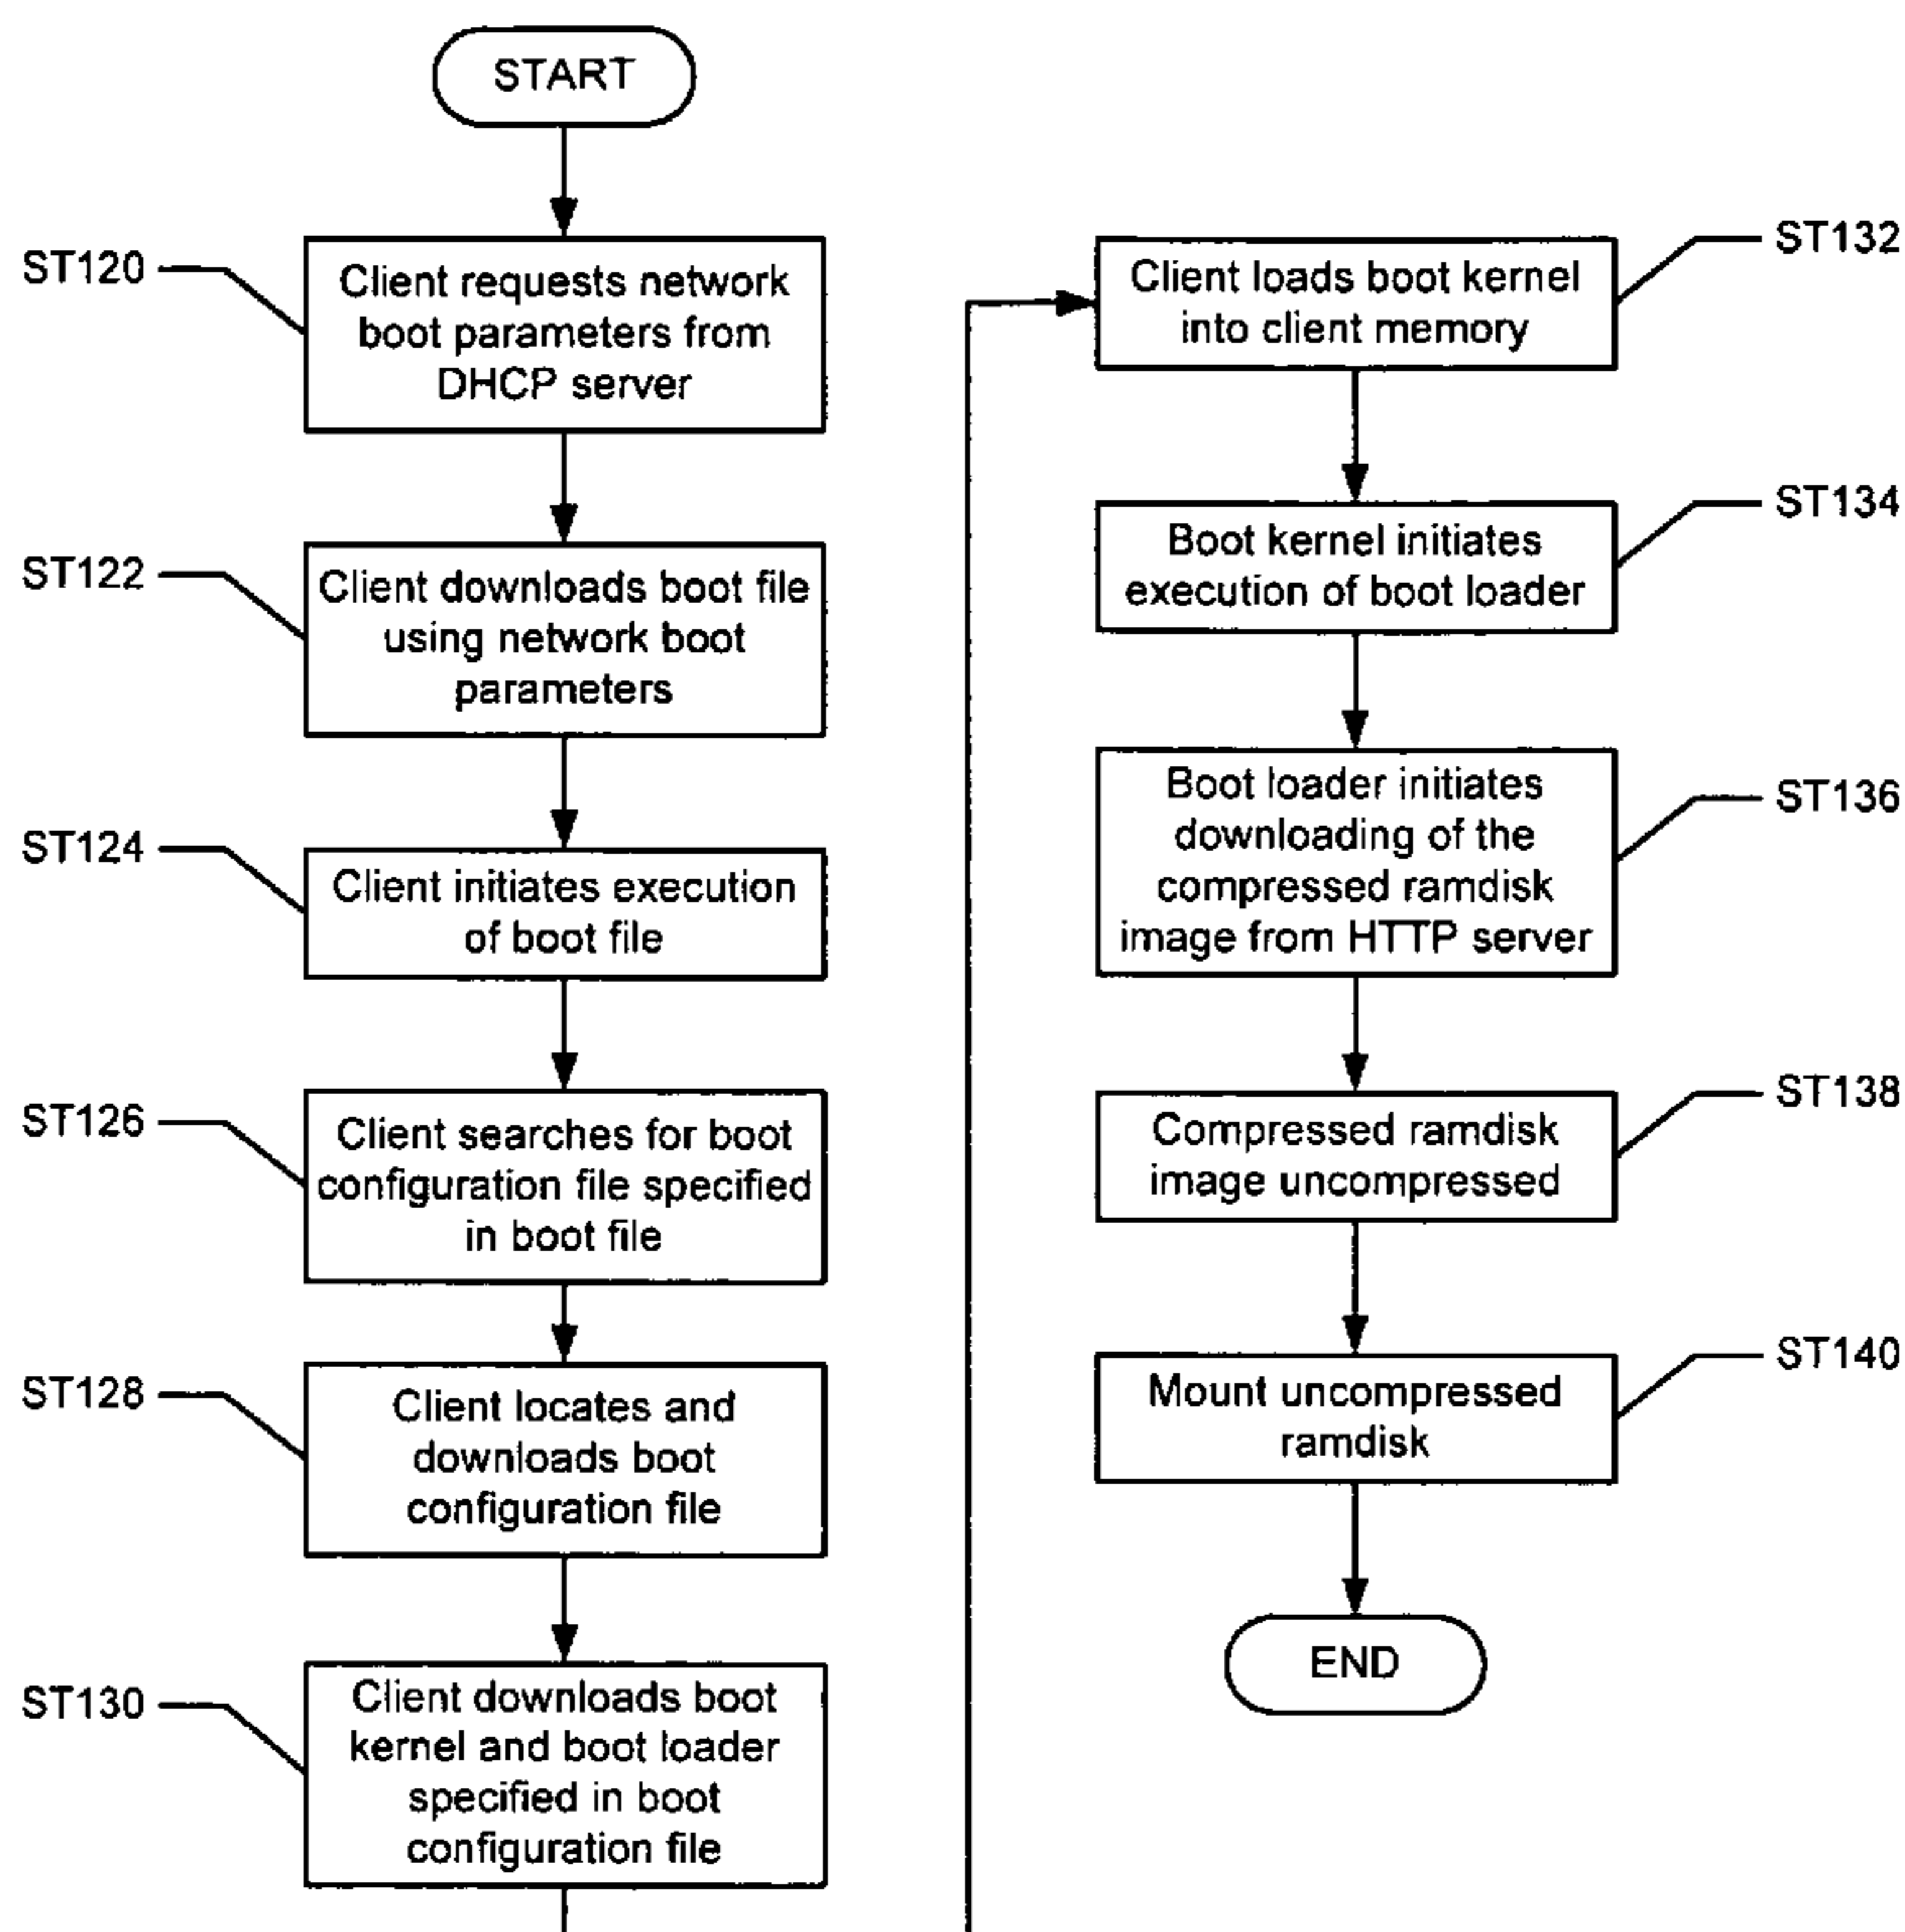 START
ST120
Client requests network
boot parameters from
DHCP server
ST122
Client downloads boot file
using network boot
parameters
ST124
Client initiates execution
of boot file
ST126
Client searches for boot
configuration file specified
in boot file
ST128
Client locates and
downloads boot
configuration file
ST130
Client downloads boot
kernel and boot loader
specified in boot
configuration file
ST132
Client loads boot kernel
into client memory
ST134
Boot kernel initiates
execution of boot loader
ST136
Boot loader initiates
downloading of the
compressed ramdisk
image from HTTP server
ST138
Compressed ramdisk
image uncompressed
ST140
Mount uncompressed
ramdisk
END